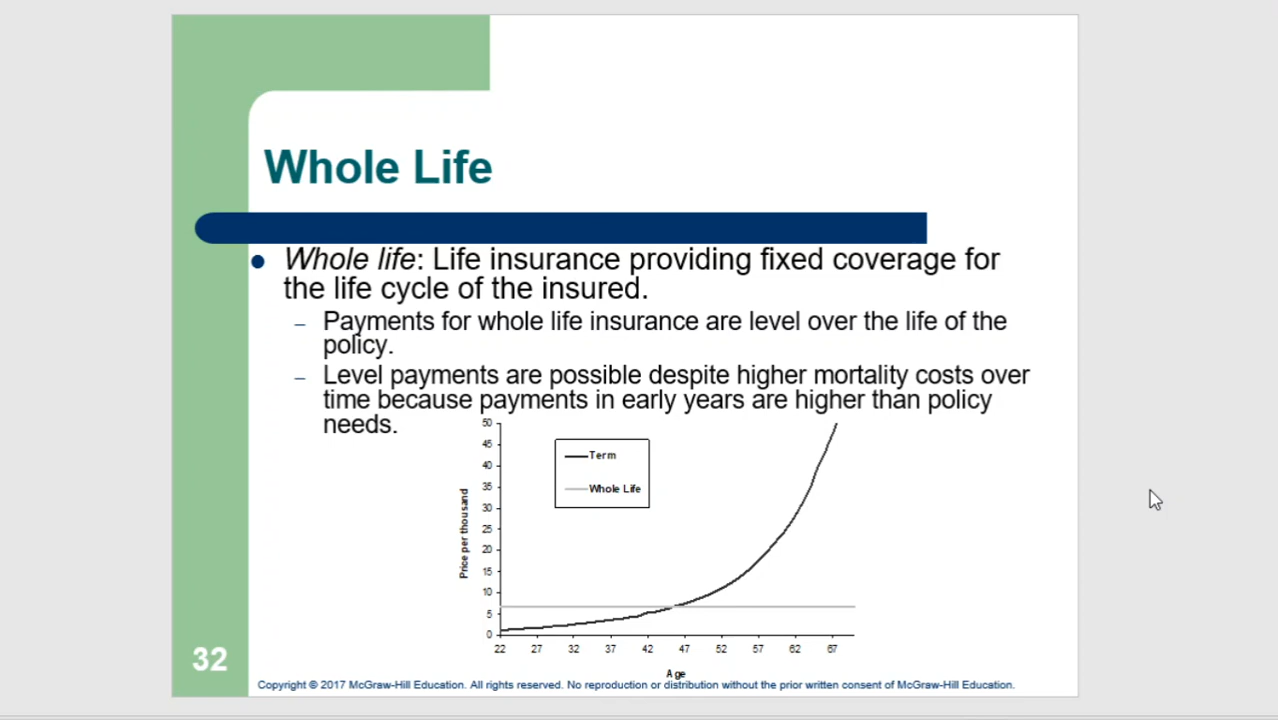 Whole Life
Whole life: Life insurance providing fixed coverage for
the life cycle of the insured.
– Payments for whole life insurance are level over the life of the
policy.
– Level payments are possible despite higher mortality costs over
time because payments in early years are higher than policy
needs.
50
45
40
35
30
25
20
15
10
5
0
Price per thousand
Term
Whole Life
22 27 32 37 42 47 52 57 62 67
Age
32
Copyright © 2017 McGraw-Hill Education. All rights reserved. No reproduction or distribution without the prior written consent of McGraw-Hill Education.